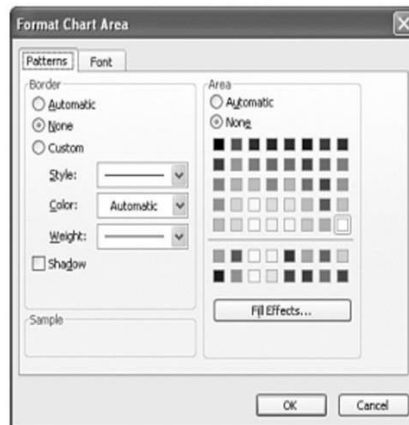 Format Chart Area
Patterns
Font
Border
Automatic
None
Custom
Style:
Color:
Automatic
Weight:
Shadow
Sample
Area
Automatic
None
Fill Effects...
OK
Cancel